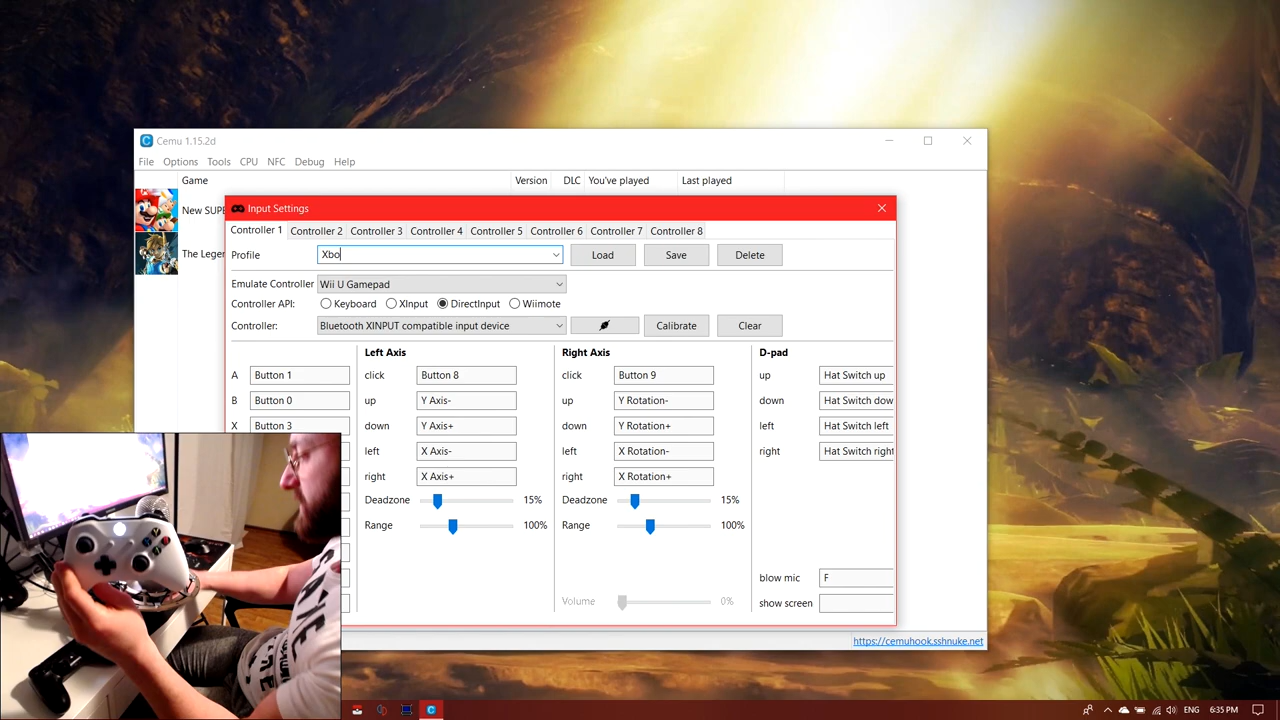 Cemu 1.15.2d
File Options Tools CPU NFC Debug Help
Game Version DLC You've played Last played
New SUPE
The Leger
Input Settings
Controller 1 Controller 2 Controller 3 Controller 4 Controller 5 Controller 6 Controller 7 Controller 8
Profile Xbo Load Save Delete
Emulate Controller Wii U Gamepad
Controller API: Keyboard XInput DirectInput Wiimote
Controller: Bluetooth XINPUT compatible input device Calibrate Clear
Left Axis Right Axis D-pad
A Button 1 click Button 8 click Button 9 up Hat Switch up
B Button 0 up Y Axis- up Y Rotation- down Hat Switch dow
X Button 3 down Y Axis+ down Y Rotation+ left Hat Switch left
left X Axis- left X Rotation- right Hat Switch right
right X Axis+ right X Rotation+
Deadzone 15% Deadzone 15%
Range 100% Range 100%
blow mic F
Volume 0% show screen
https://cemuhook.sshnuke.net
ENG 6:35 PM